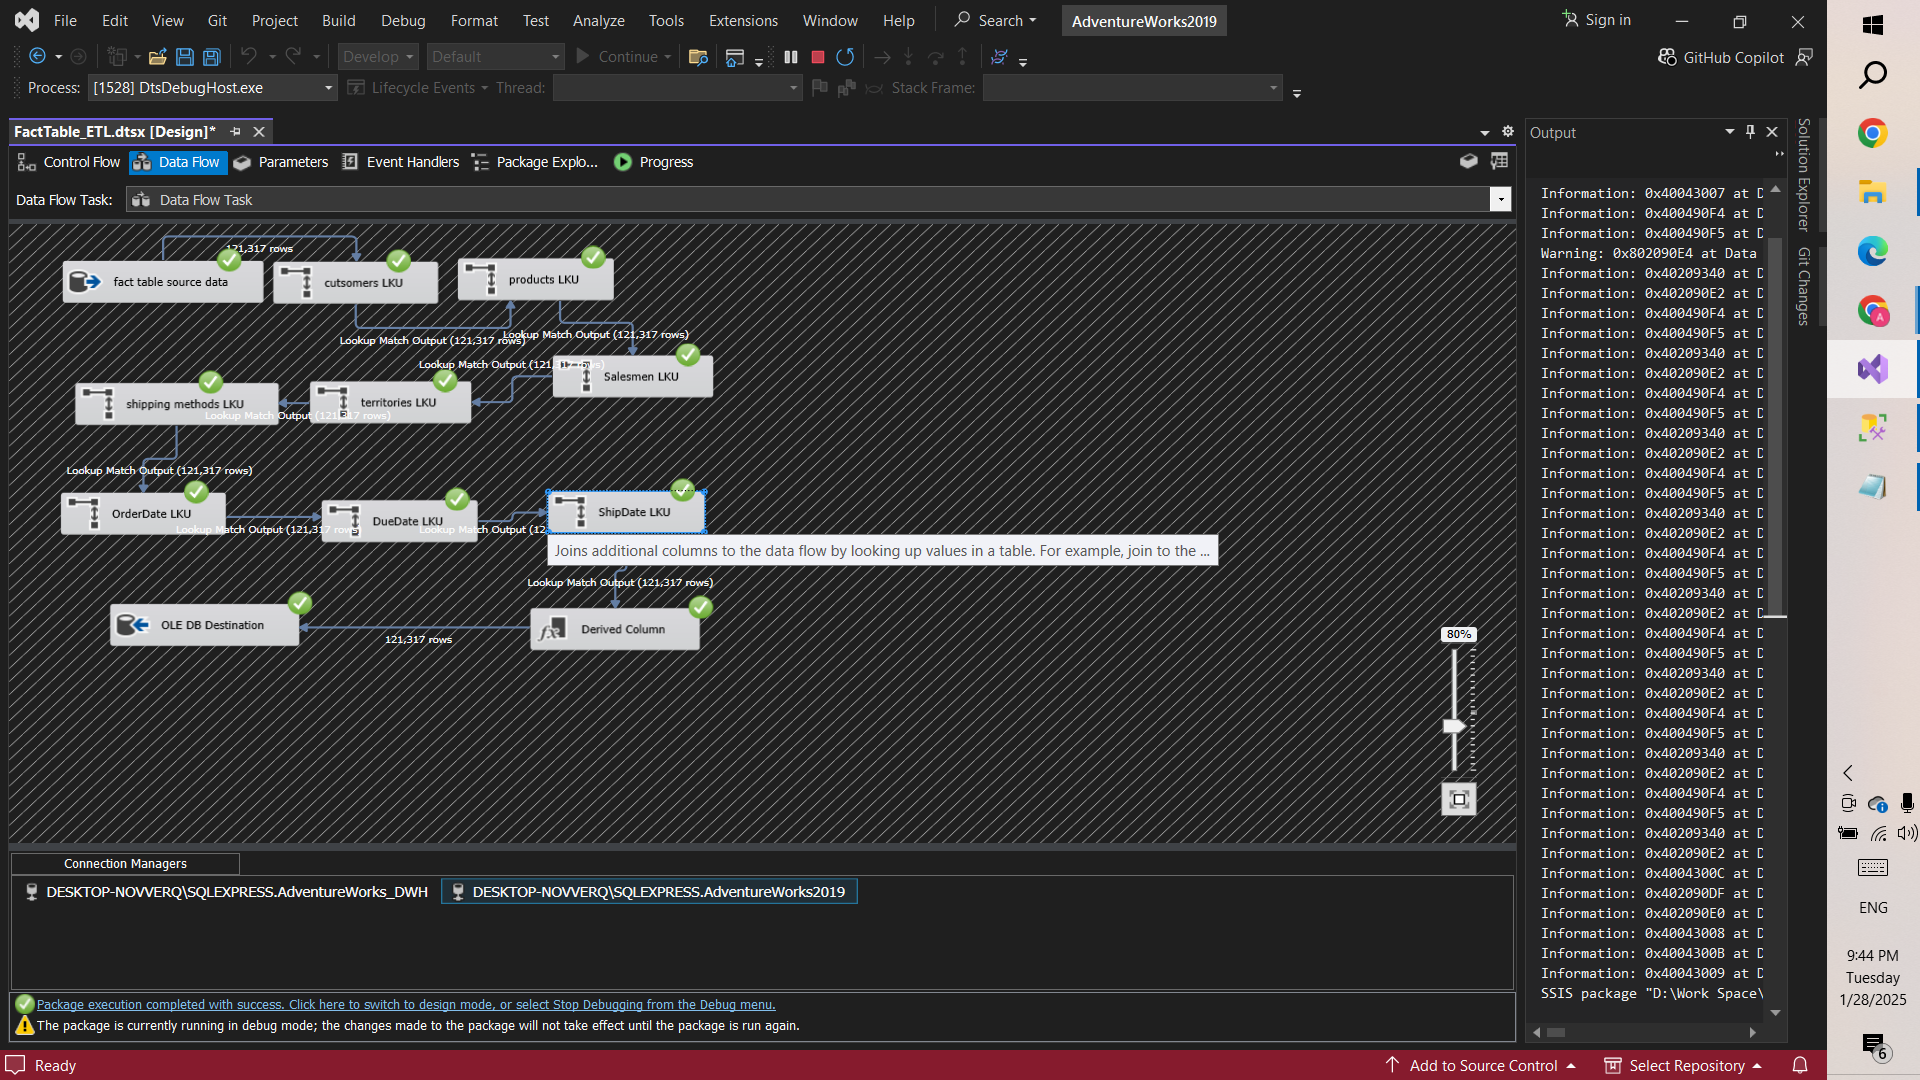 File Edit View Git Project Build Debug Format Test Analyze Tools Extensions Window Help Search AdventureWorks2019 Sign in
Develop Default Continue GitHub Copilot
Process: [1528] DtsDebugHost.exe Lifecycle Events Thread: Stack Frame:
FactTable_ETL.dtsx [Design]*
Control Flow Data Flow Parameters Event Handlers Package Explo... Progress
Data Flow Task: Data Flow Task
121,317 rows
fact table source data
cutsomers LKU
products LKU
Lookup Match Output (121,317 rows)
Lookup Match Output (121,317 rows)
Lookup Match Output (121,317 rows)
Salesmen LKU
shipping methods LKU
territories LKU
Lookup Match Output (121,317 rows)
Lookup Match Output (121,317 rows)
OrderDate LKU
DueDate LKU
ShipDate LKU
Lookup Match Output (121,317 rows)
Lookup Match Output (12
Joins additional columns to the data flow by looking up values in a table. For example, join to the ...
Lookup Match Output (121,317 rows)
OLE DB Destination
Derived Column
121,317 rows
80%
Connection Managers
DESKTOP-NOVVERQ\SQLEXPRESS.AdventureWorks_DWH DESKTOP-NOVVERQ\SQLEXPRESS.AdventureWorks2019
Package execution completed with success. Click here to switch to design mode, or select Stop Debugging from the Debug menu.
The package is currently running in debug mode; the changes made to the package will not take effect until the package is run again.
Output
Information: 0x40043007 at D
Information: 0x400490F4 at D
Information: 0x400490F5 at D
Warning: 0x802090E4 at Data
Information: 0x40209340 at D
Information: 0x402090E2 at D
Information: 0x400490F4 at D
Information: 0x400490F5 at D
Information: 0x40209340 at D
Information: 0x402090E2 at D
Information: 0x400490F4 at D
Information: 0x400490F5 at D
Information: 0x40209340 at D
Information: 0x402090E2 at D
Information: 0x400490F4 at D
Information: 0x400490F5 at D
Information: 0x40209340 at D
Information: 0x402090E2 at D
Information: 0x400490F4 at D
Information: 0x400490F5 at D
Information: 0x40209340 at D
Information: 0x402090E2 at D
Information: 0x400490F4 at D
Information: 0x400490F5 at D
Information: 0x40209340 at D
Information: 0x402090E2 at D
Information: 0x400490F4 at D
Information: 0x400490F5 at D
Information: 0x40209340 at D
Information: 0x402090E2 at D
Information: 0x400490F4 at D
Information: 0x400490F5 at D
Information: 0x40209340 at D
Information: 0x402090E2 at D
Information: 0x4004300C at D
Information: 0x402090DF at D
Information: 0x402090E0 at D
Information: 0x40043008 at D
Information: 0x4004300B at D
Information: 0x40043009 at D
SSIS package "D:\Work Space\
Solution Explorer
Git Changes
Ready Add to Source Control Select Repository
A
ENG
9:44 PM
Tuesday
1/28/2025
6